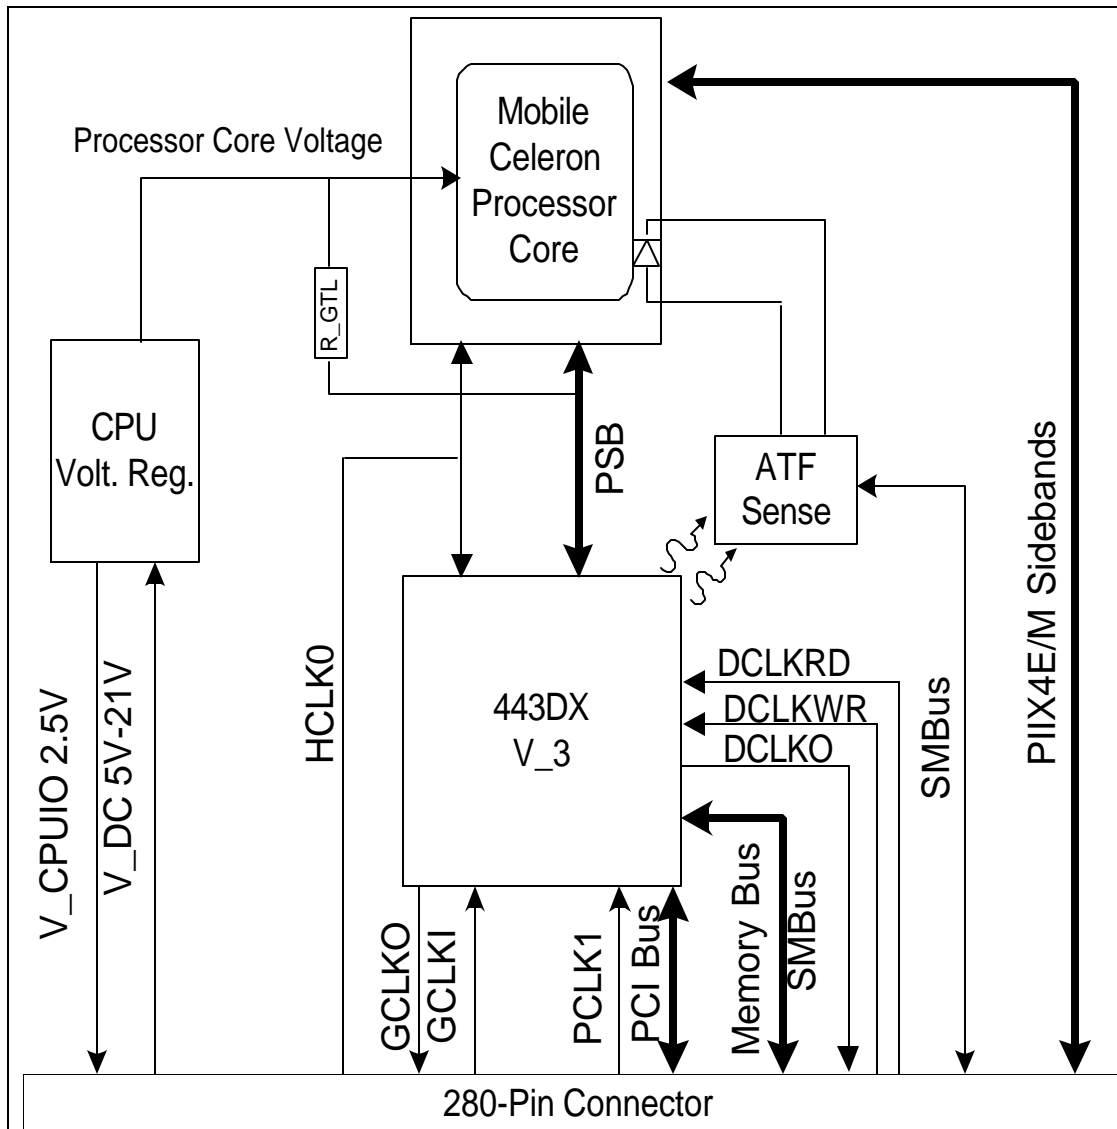 Mobile
Celeron
Processor
Core
Processor Core Voltage
R_GTL
CPU
Volt. Reg.
PSB
ATF
Sense
PIIX4E/M Sidebands
HCLK0
V_CPUIO 2.5V
V_DC 5V-21V
443DX
V_3
DCLKRD
DCLKWR
DCLKO
SMBus
GCLKO
GCLKI
PCLK1
PCI Bus
Memory Bus
SMBus
280-Pin Connector